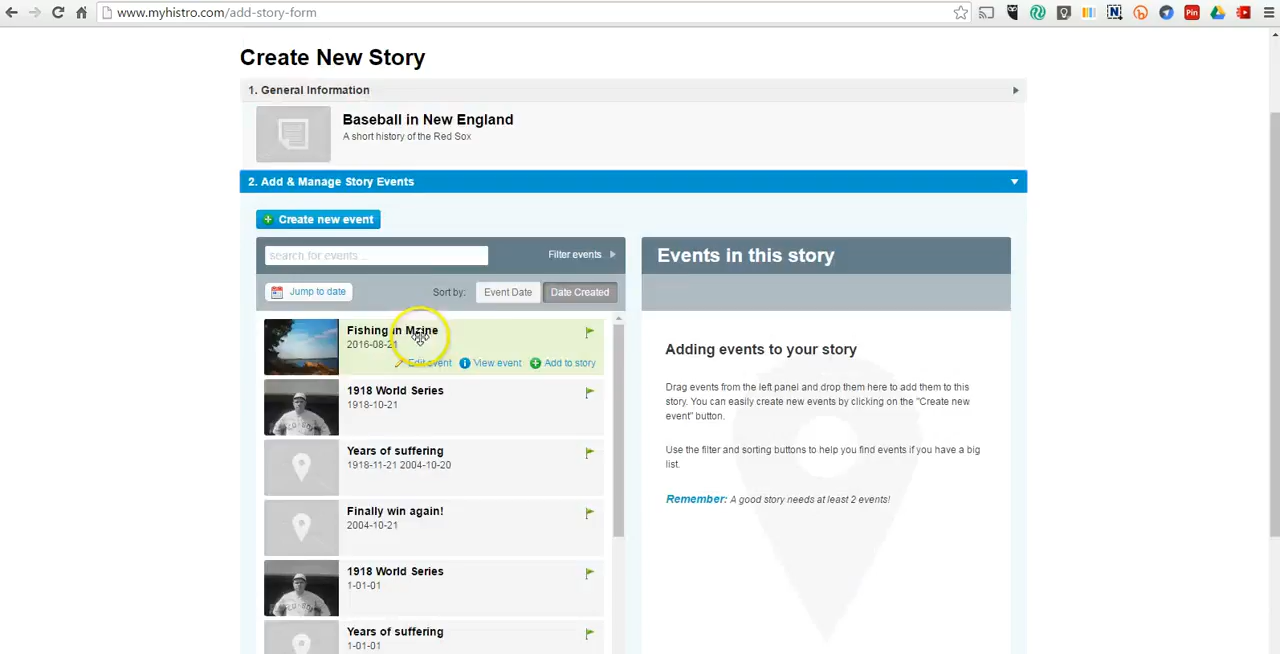 www.myhistro.com/add-story-form
N
Pin
Create New Story
1. General Information
Baseball in New England
A short history of the Red Sox
2. Add & Manage Story Events
Create new event
search for events...
Filter events
Events in this story
Jump to date
Sort by:
Event Date
Date Created
Fishing in Maine
2016-08-21
Edit event
View event
Add to story
Adding events to your story
1918 World Series
1918-10-21
Drag events from the left panel and drop them here to add them to this
story. You can easily create new events by clicking on the "Create new
event" button.
Years of suffering
1918-11-21 2004-10-20
Use the filter and sorting buttons to help you find events if you have a big
list.
Remember: A good story needs at least 2 events!
Finally win again!
2004-10-21
1918 World Series
1-01-01
Years of suffering
1-01-01